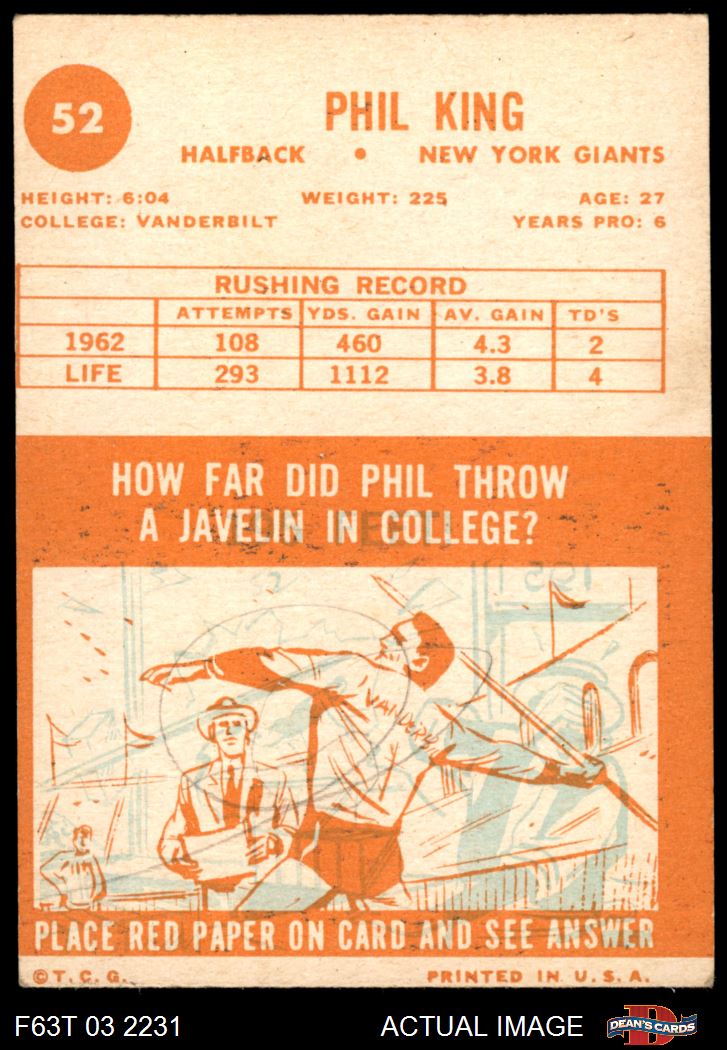 52
PHIL KING
HALFBACK • NEW YORK GIANTS
HEIGHT: 6:04 WEIGHT: 225 AGE: 27
COLLEGE: VANDERBILT YEARS PRO: 6
RUSHING RECORD
ATTEMPTS YDS. GAIN AV. GAIN TD'S
1962 108 460 4.3 2
LIFE 293 1112 3.8 4
HOW FAR DID PHIL THROW
A JAVELIN IN COLLEGE?
VANDERB
PLACE RED PAPER ON CARD AND SEE ANSWER
©T.C.G. PRINTED IN U.S.A.
F63T 03 2231 ACTUAL IMAGE D DEAN'S CARDS